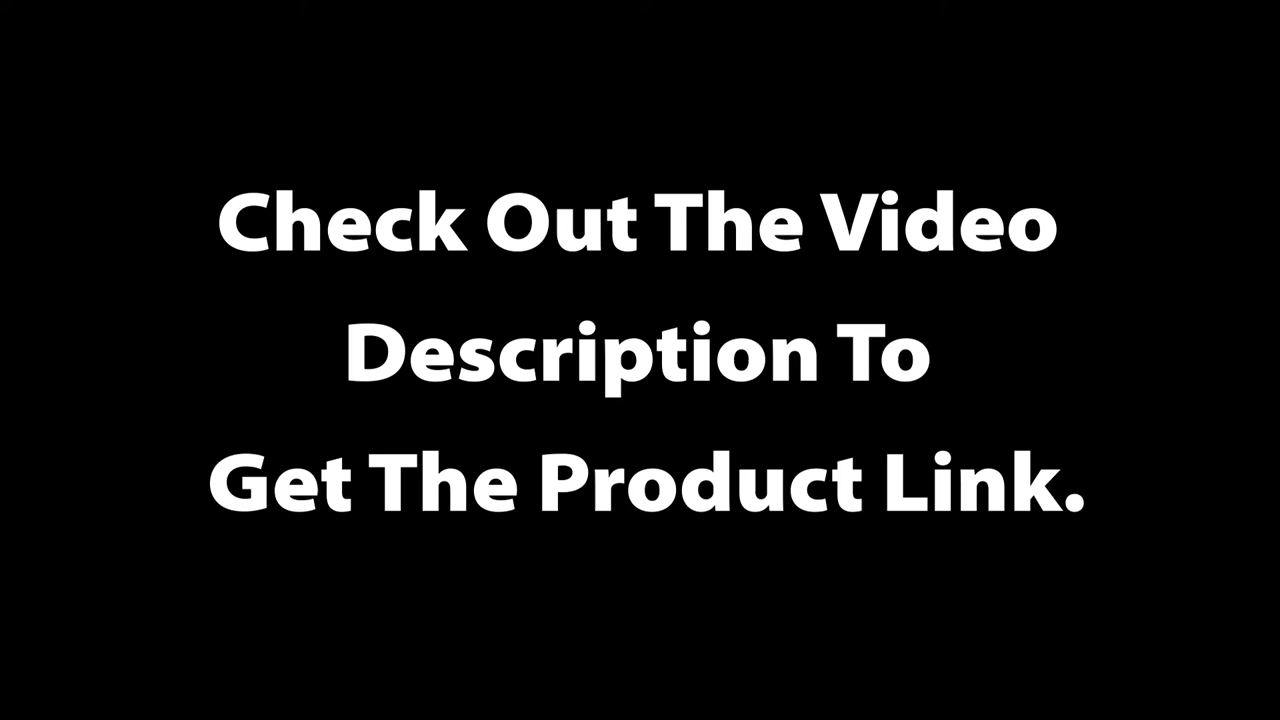 Check Out The Video
Description To
Get The Product Link.